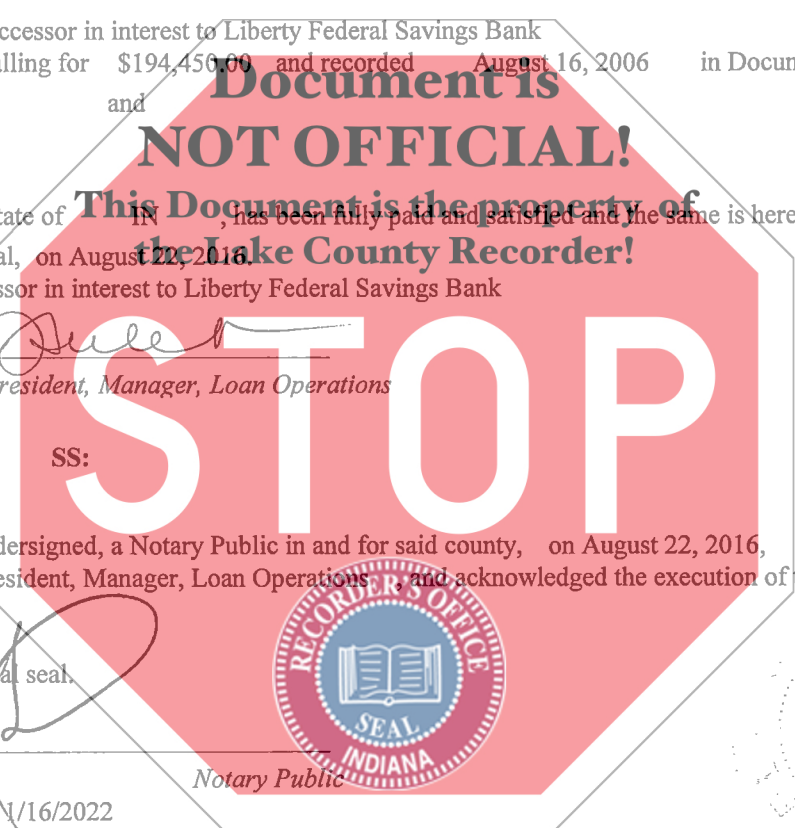 ccessor in interest to Liberty Federal Savings Bank
lling for $194,450.00 and recorded August 16, 2006 in Docum
Document is
and
NOT OFFICIAL!
This Document is the property of
tate of IN , has been fully paid and satisfied and the same is here
the Lake County Recorder!
al, on August 22, 2016.
ssor in interest to Liberty Federal Savings Bank
STOP
resident, Manager, Loan Operations
SS:
dersigned, a Notary Public in and for said county, on August 22, 2016,
esident, Manager, Loan Operations , and acknowledged the execution of
RECORDER'S OFFICE
al seal.
SEAL
INDIANA
Notary Public
1/16/2022